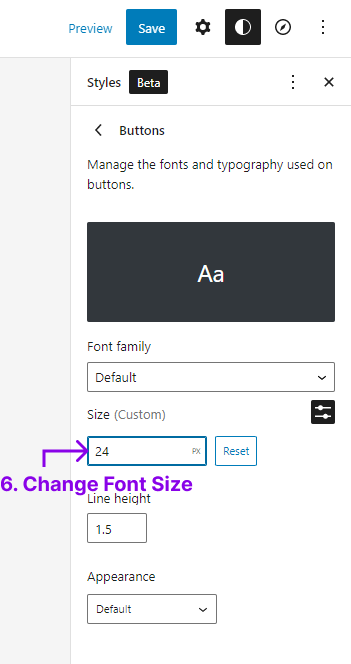 Preview Save
Styles Beta
Buttons
Manage the fonts and typography used on
buttons.
Aa
Font family
Default
Size (Custom)
24 PX Reset
6. Change Font Size
Line height
1.5
Appearance
Default